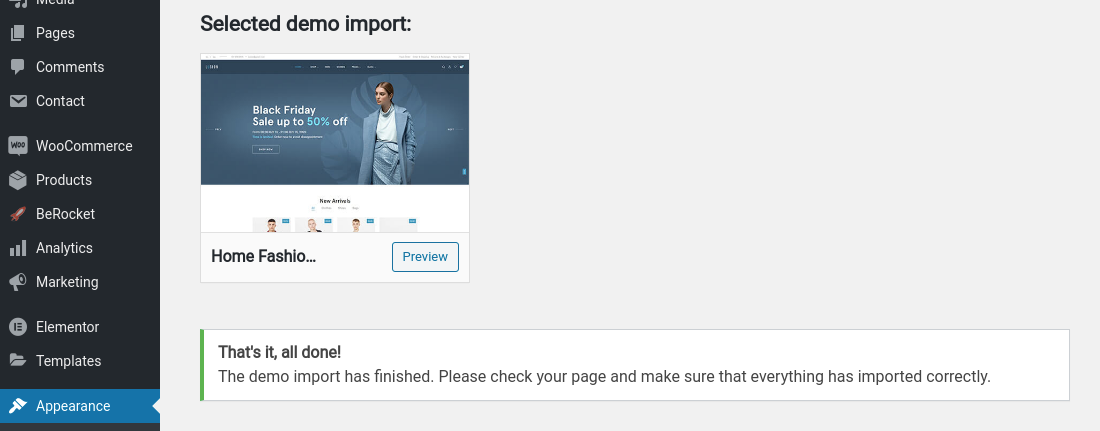 Media
Pages
Comments
Contact
WooCommerce
Products
BeRocket
Analytics
Marketing
Elementor
Templates
Appearance
Selected demo import:
Black Friday
Sale up to 50% off
New Arrivals
Home Fashio...
Preview
That's it, all done!
The demo import has finished. Please check your page and make sure that everything has imported correctly.